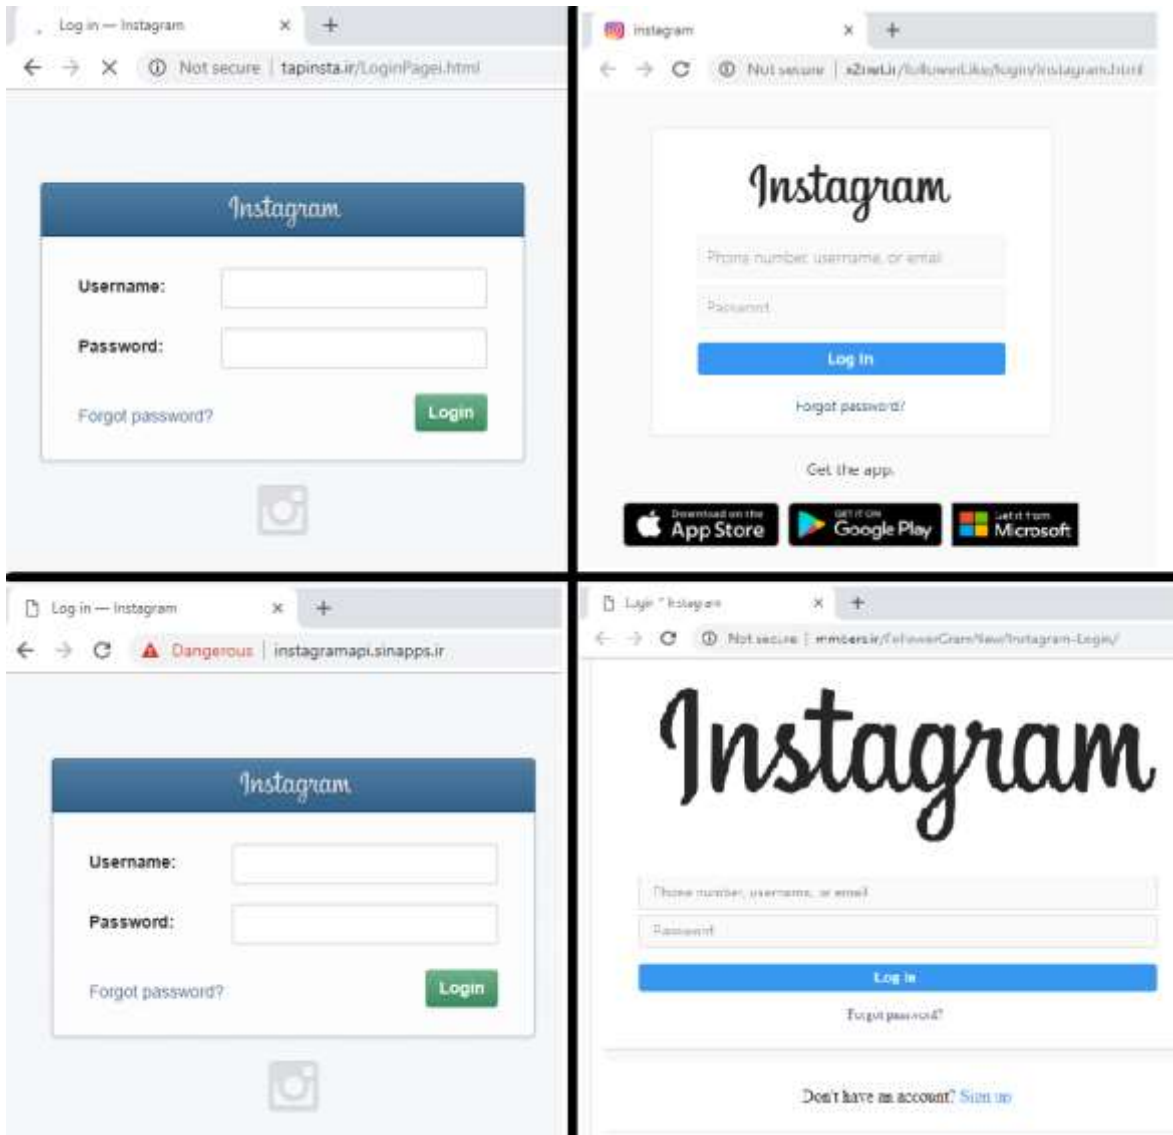 Log in — Instagram
Not secure | tapinsta.ir/LoginPagei.html
Instagram
Username:
Password:
Forgot password?
Login
instagram
Not secure
Instagram
Phone number, username, or email
Password
Log In
Forgot password?
Get the app.
Download on the
App Store
GET IT ON
Google Play
Get it from
Microsoft
Log in — Instagram
Dangerous | instagramapi.sinapps.ir
Instagram
Username:
Password:
Forgot password?
Login
Login * Instagram
Not secure
Instagram
Phone number, username, or email
Password
Log in
Forgot password?
Don't have an account? Sign up